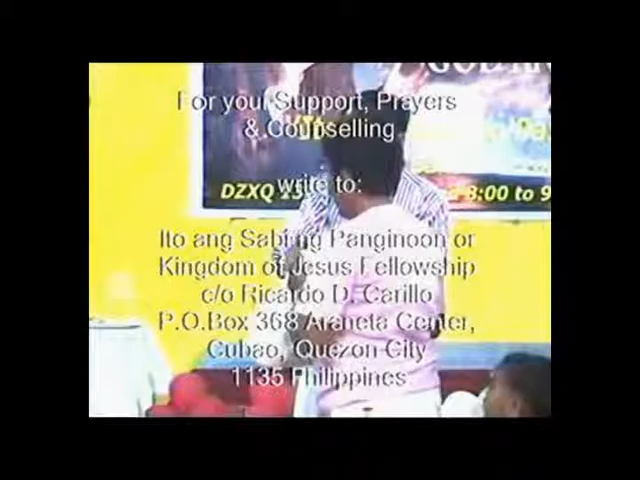 For your Support, Prayers
& Counselling
write to:
DZXQ
8:00 to 9
Ito ang Sabi ng Panginoon or
Kingdom of Jesus Fellowship
c/o Ricardo D. Carillo
P.O.Box 368 Araneta Center,
Cubao, Quezon City
1135 Philippines